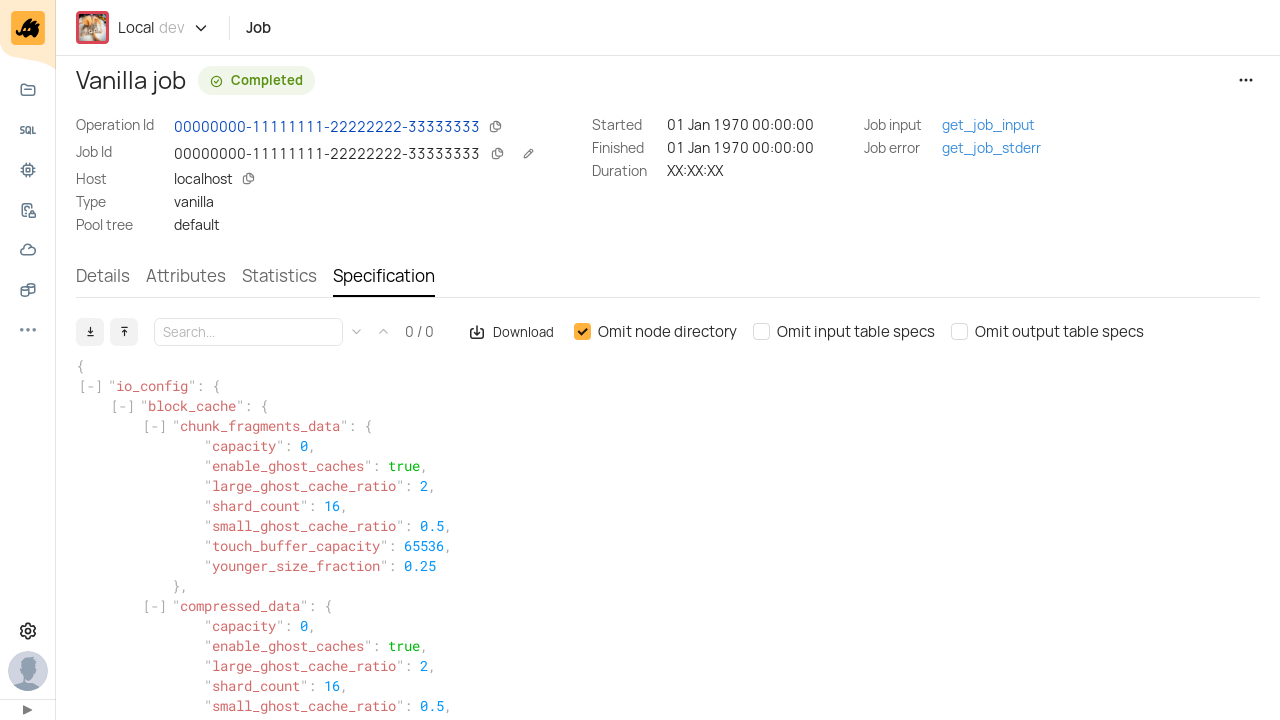 Local dev
Job
Vanilla job
Completed
Operation Id 00000000-11111111-22222222-33333333
Job Id 00000000-11111111-22222222-33333333
Host localhost
Type vanilla
Pool tree default
Started 01 Jan 1970 00:00:00
Finished 01 Jan 1970 00:00:00
Duration XX:XX:XX
Job input get_job_input
Job error get_job_stderr
SQL
Details Attributes Statistics Specification
Search... 0 / 0 Download Omit node directory Omit input table specs Omit output table specs
{
[-] "io_config": {
[-] "block_cache": {
[-] "chunk_fragments_data": {
"capacity": 0,
"enable_ghost_caches": true,
"large_ghost_cache_ratio": 2,
"shard_count": 16,
"small_ghost_cache_ratio": 0.5,
"touch_buffer_capacity": 65536,
"younger_size_fraction": 0.25
},
[-] "compressed_data": {
"capacity": 0,
"enable_ghost_caches": true,
"large_ghost_cache_ratio": 2,
"shard_count": 16,
"small_ghost_cache_ratio": 0.5,